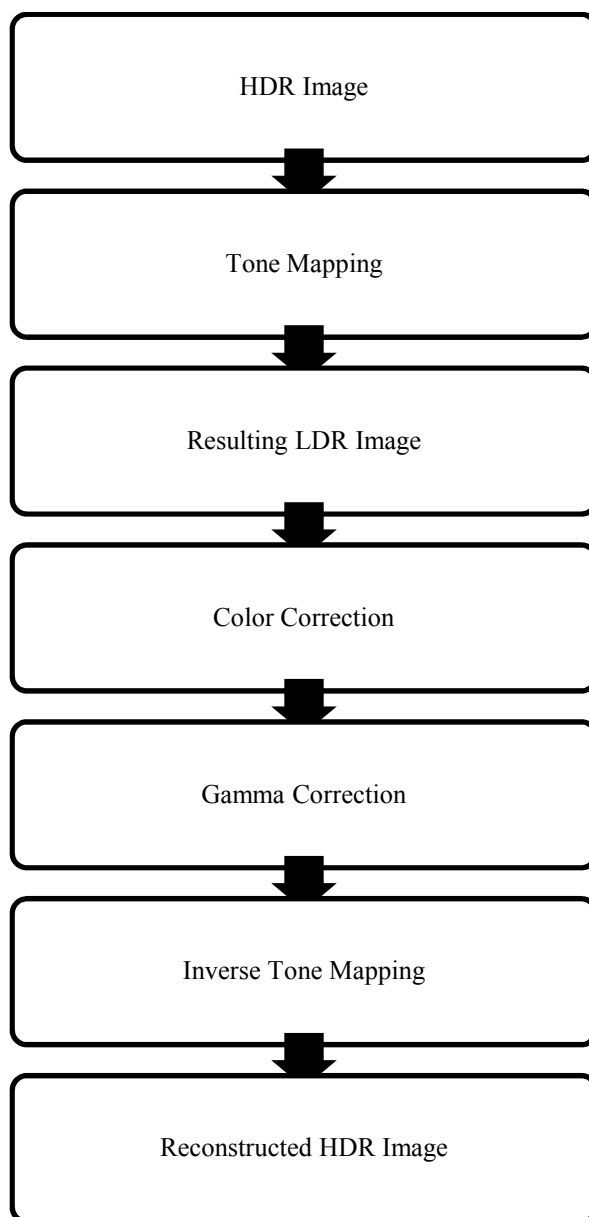 HDR Image
Tone Mapping
Resulting LDR Image
Color Correction
Gamma Correction
Inverse Tone Mapping
Reconstructed HDR Image